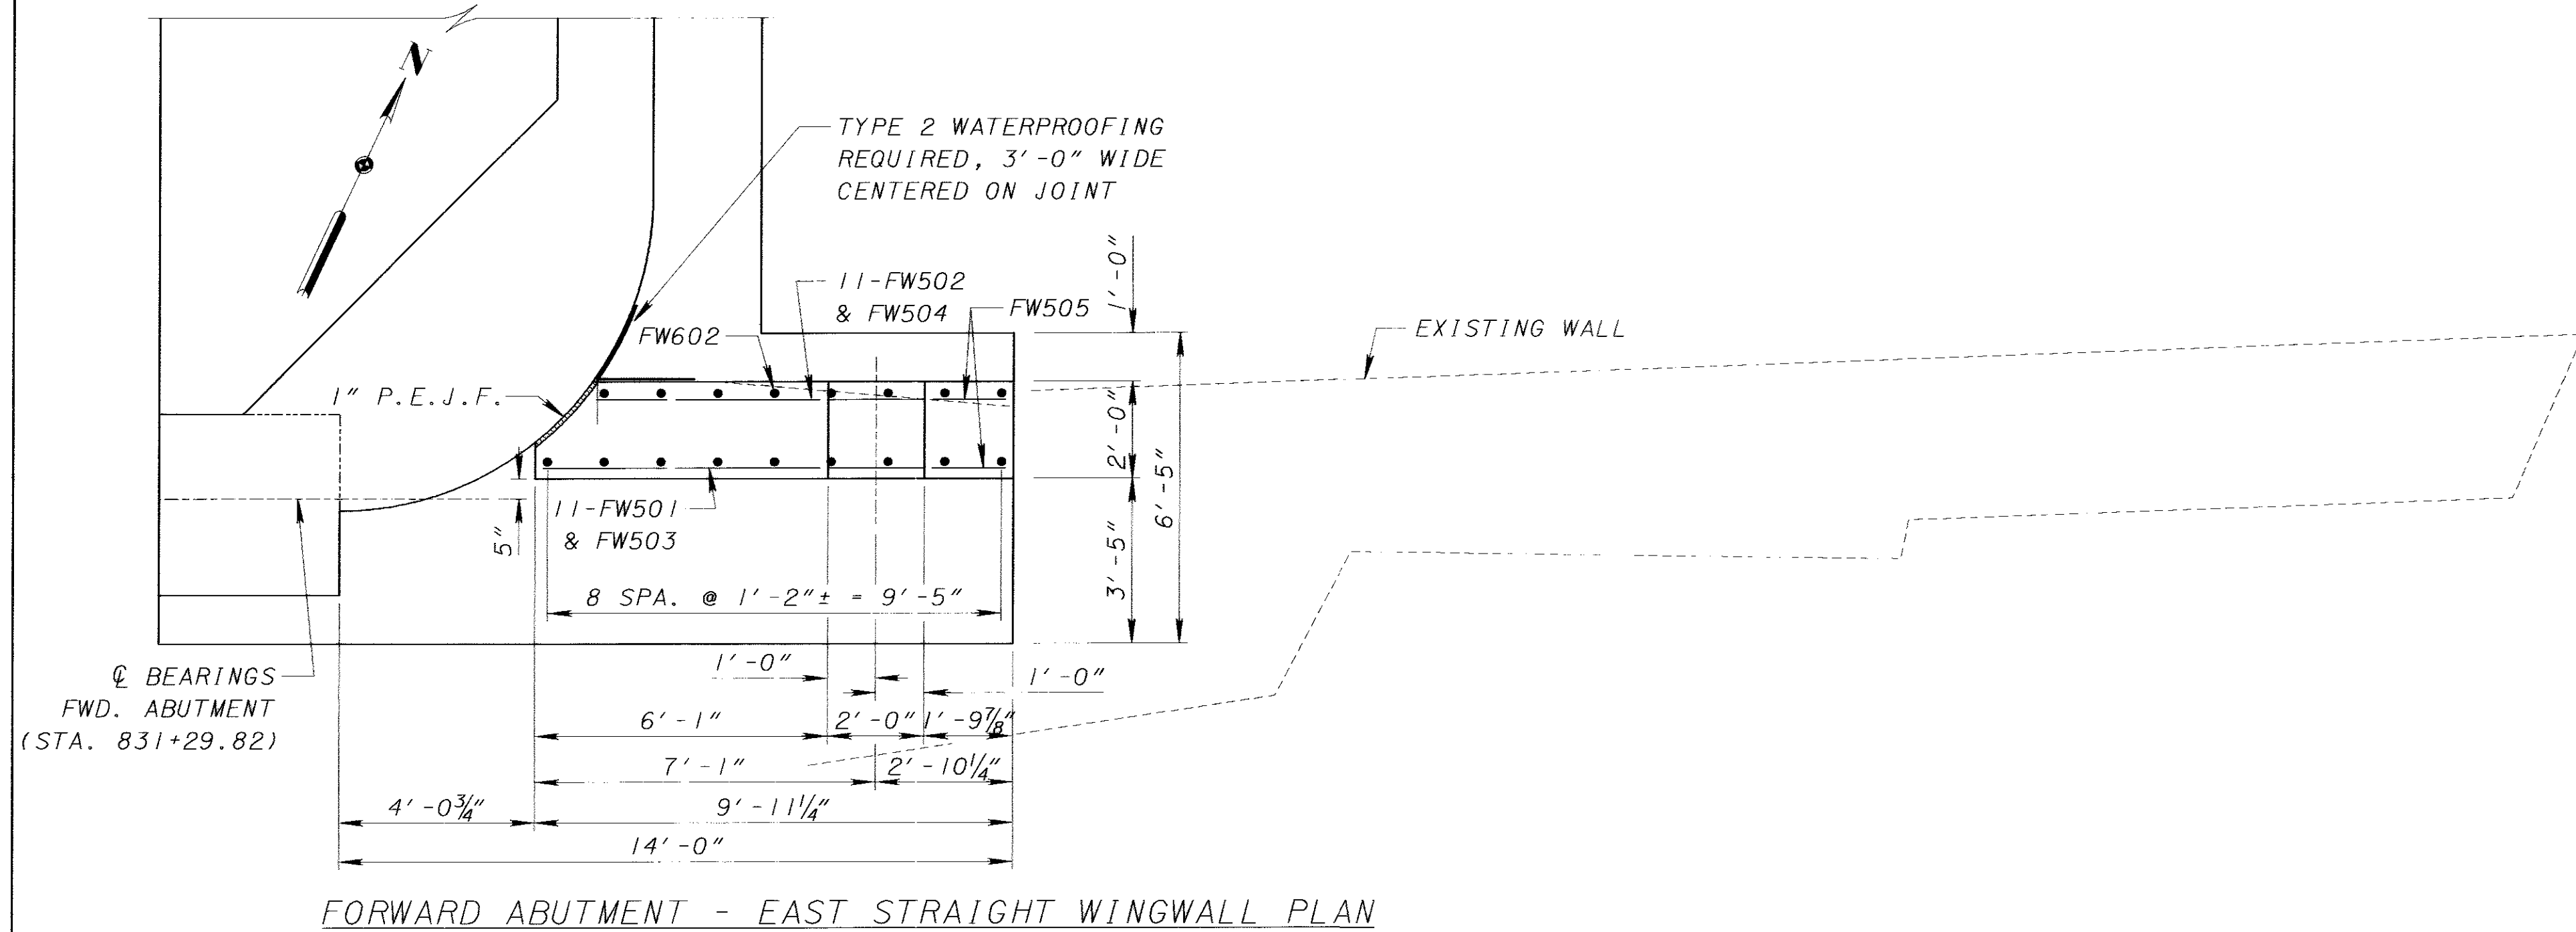 N
TYPE 2 WATERPROOFING
REQUIRED, 3'-0" WIDE
CENTERED ON JOINT
11-FW502
& FW504
FW505
1'-0"
FW602
EXISTING WALL
1" P.E.J.F.
2'-0"
6'-5"
3'-5"
11-FW501
& FW503
5"
8 SPA. @ 1'-2"± = 9'-5"
℄ BEARINGS
FWD. ABUTMENT
(STA. 831+29.82)
1'-0"
1'-0"
6'-1"
2'-0"
1'-9⅞"
7'-1"
2'-10¼"
4'-0¾"
9'-11¼"
14'-0"
FORWARD ABUTMENT - EAST STRAIGHT WINGWALL PLAN